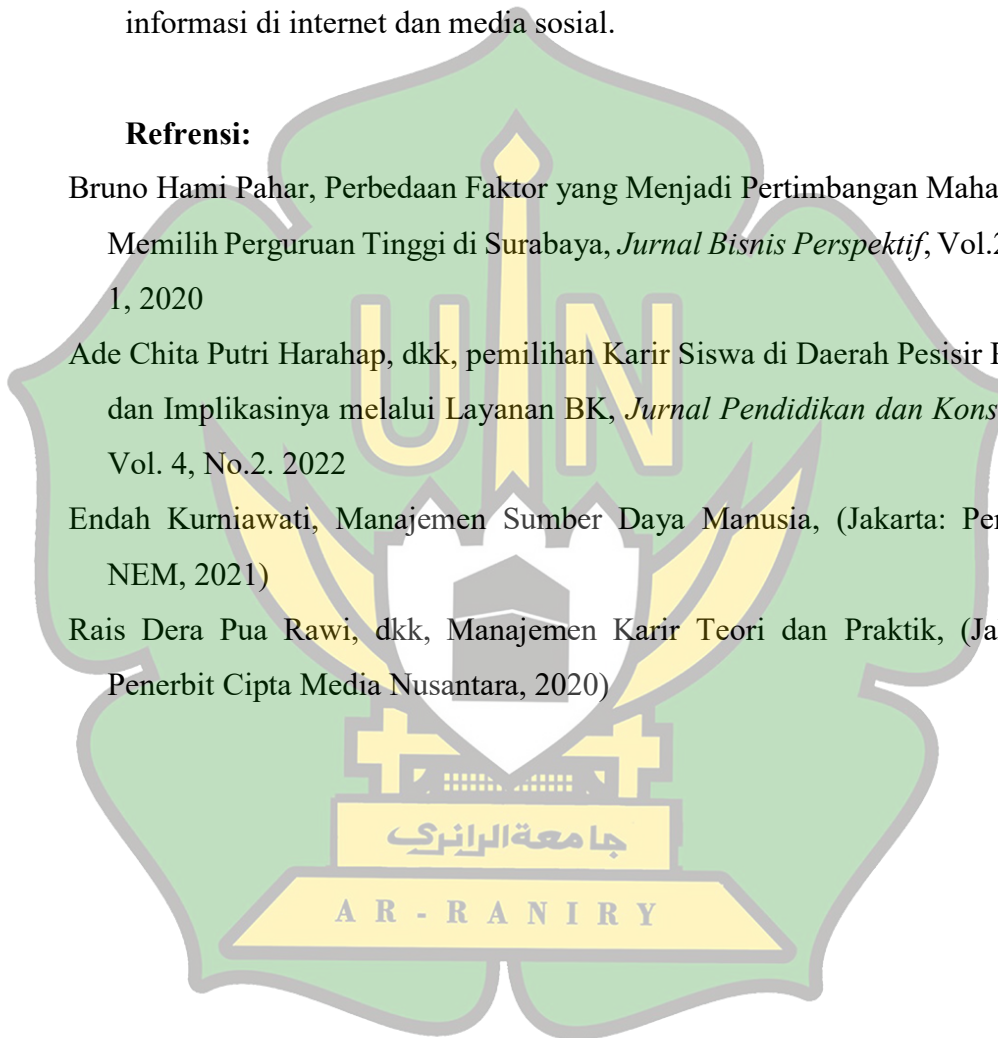 informasi di internet dan media sosial.
Refrensi:
Bruno Hami Pahar, Perbedaan Faktor yang Menjadi Pertimbangan Maha
Memilih Perguruan Tinggi di Surabaya, Jurnal Bisnis Perspektif, Vol.2
1, 2020
Ade Chita Putri Harahap, dkk, pemilihan Karir Siswa di Daerah Pesisir
dan Implikasinya melalui Layanan BK, Jurnal Pendidikan dan Kons
Vol. 4, No.2. 2022
Endah Kurniawati, Manajemen Sumber Daya Manusia, (Jakarta: Pe
NEM, 2021)
Rais Dera Pua Rawi, dkk, Manajemen Karir Teori dan Praktik, (Ja
Penerbit Cipta Media Nusantara, 2020)
UIN
جامعة الرانري
AR-RANIRY